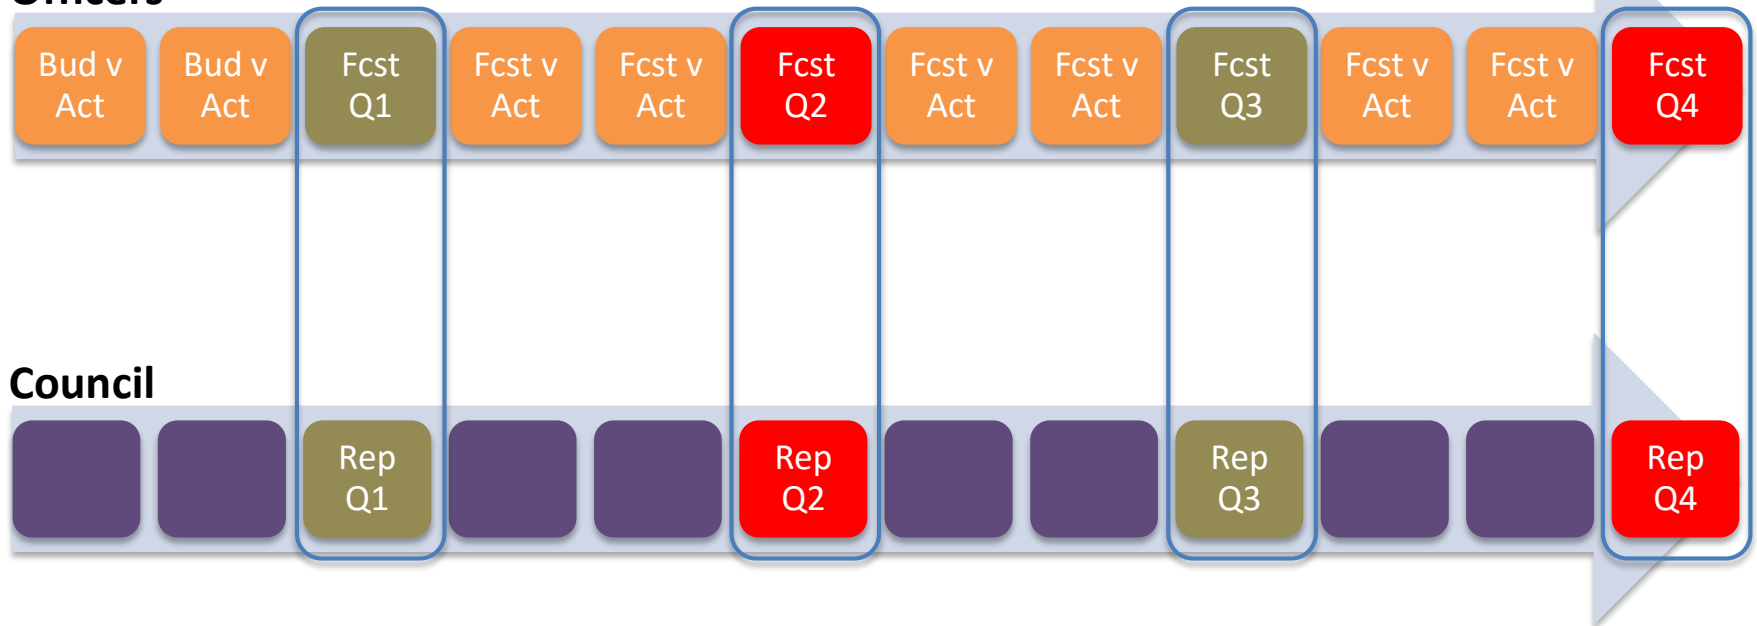 Officers
Bud v
Act
Bud v
Act
Fcst
Q1
Fcst v
Act
Fcst v
Act
Fcst
Q2
Fcst v
Act
Fcst v
Act
Fcst
Q3
Fcst v
Act
Fcst v
Act
Fcst
Q4
Council
Rep
Q1
Rep
Q2
Rep
Q3
Rep
Q4